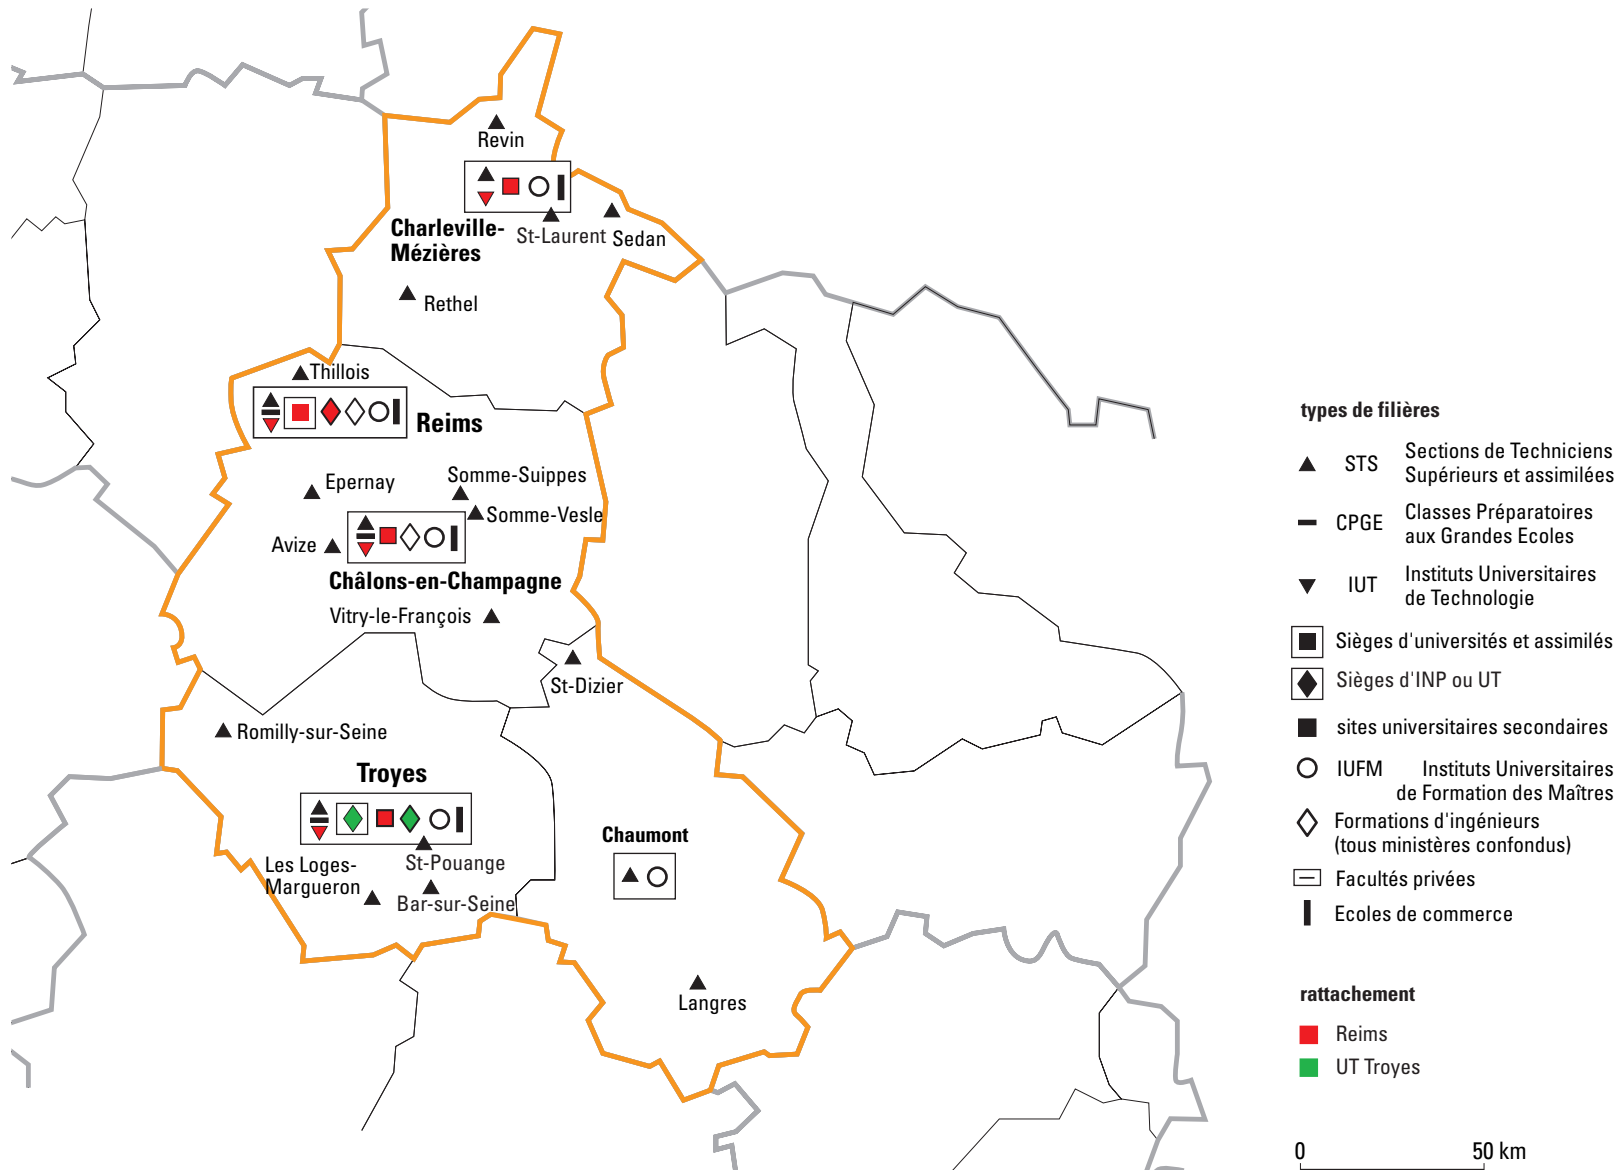 Revin
Charleville-
Mézières
St-Laurent
Sedan
Rethel
Thillois
Reims
Epernay
Somme-Suippes
Somme-Vesle
Avize
Châlons-en-Champagne
Vitry-le-François
St-Dizier
Romilly-sur-Seine
Troyes
Chaumont
St-Pouange
Les Loges-
Margueron
Bar-sur-Seine
Langres
types de filières
STS Sections de Techniciens
Supérieurs et assimilées
CPGE Classes Préparatoires
aux Grandes Ecoles
IUT Instituts Universitaires
de Technologie
Sièges d'universités et assimilés
Sièges d'INP ou UT
sites universitaires secondaires
IUFM Instituts Universitaires
de Formation des Maîtres
Formations d'ingénieurs
(tous ministères confondus)
Facultés privées
Ecoles de commerce
rattachement
Reims
UT Troyes
0 50 km